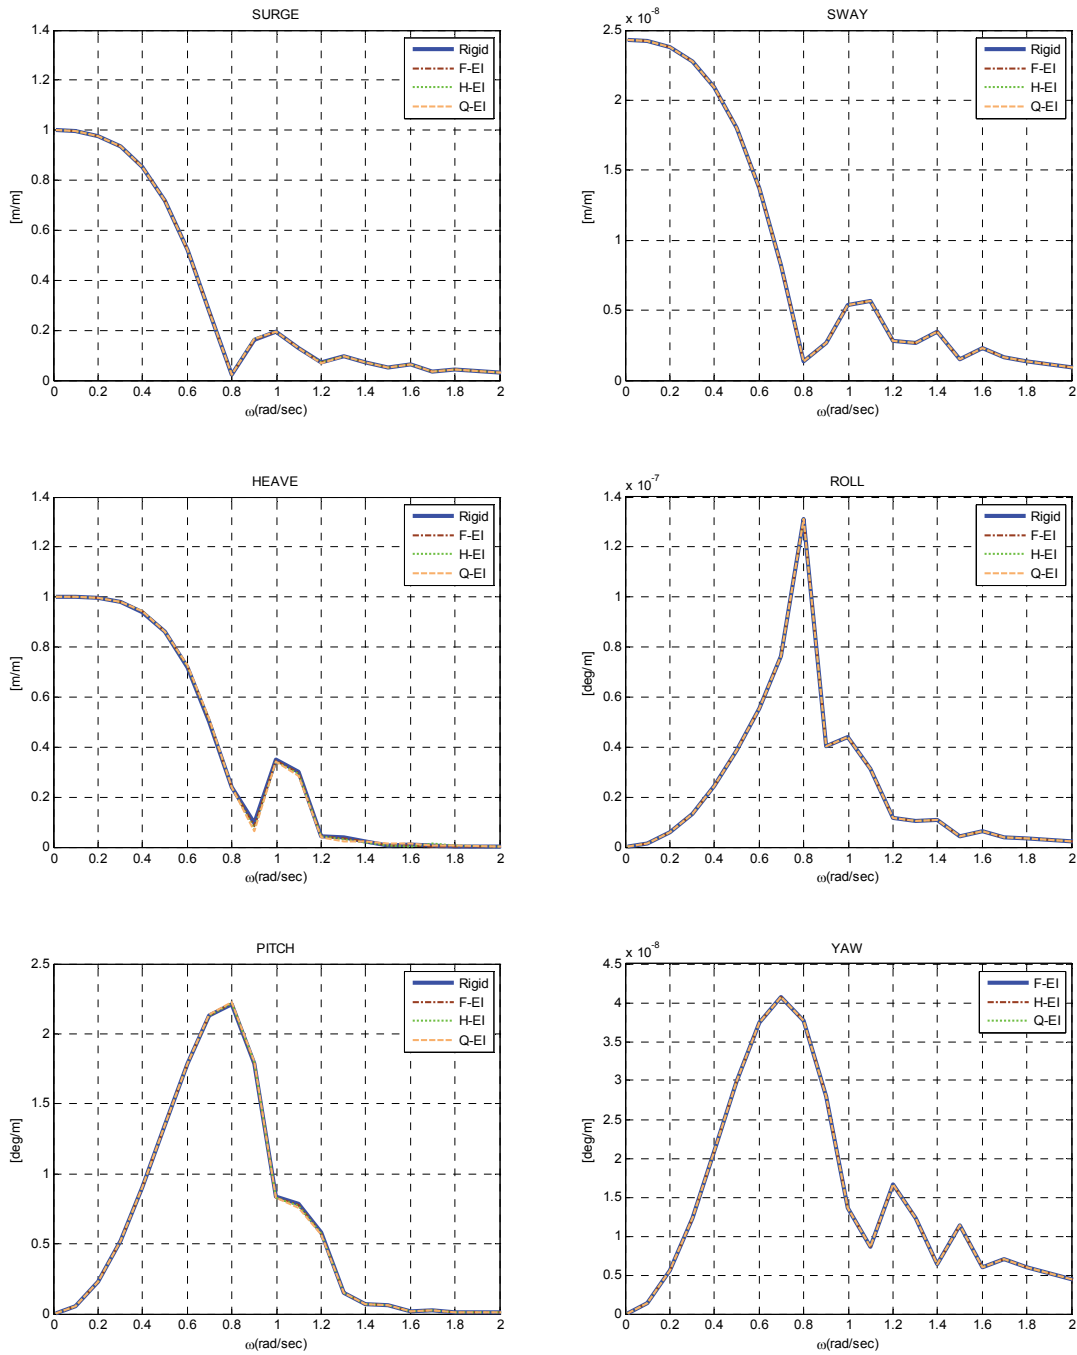 SURGE
1.4
1.2
1
0.8
0.6
0.4
0.2
0
[m/m]
0 0.2 0.4 0.6 0.8 1 1.2 1.4 1.6 1.8 2
ω(rad/sec)
Rigid
F-EI
H-EI
Q-EI
SWAY
x 10-8
2.5
2
1.5
1
0.5
0
[m/m]
0 0.2 0.4 0.6 0.8 1 1.2 1.4 1.6 1.8 2
ω(rad/sec)
Rigid
F-EI
H-EI
Q-EI
HEAVE
1.4
1.2
1
0.8
0.6
0.4
0.2
0
[m/m]
0 0.2 0.4 0.6 0.8 1 1.2 1.4 1.6 1.8 2
ω(rad/sec)
Rigid
F-EI
H-EI
Q-EI
ROLL
x 10-7
1.4
1.2
1
0.8
0.6
0.4
0.2
0
[deg/m]
0 0.2 0.4 0.6 0.8 1 1.2 1.4 1.6 1.8 2
ω(rad/sec)
Rigid
F-EI
H-EI
Q-EI
PITCH
2.5
2
1.5
1
0.5
0
[deg/m]
0 0.2 0.4 0.6 0.8 1 1.2 1.4 1.6 1.8 2
ω(rad/sec)
Rigid
F-EI
H-EI
Q-EI
YAW
x 10-8
4.5
4
3.5
3
2.5
2
1.5
1
0.5
0
[deg/m]
0 0.2 0.4 0.6 0.8 1 1.2 1.4 1.6 1.8 2
ω(rad/sec)
F-EI
H-EI
Q-EI